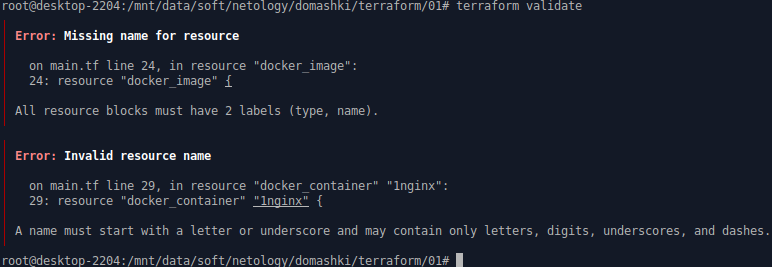 root@desktop-2204:/mnt/data/soft/netology/domashki/terraform/01# terraform validate
Error: Missing name for resource
on main.tf line 24, in resource "docker_image":
24: resource "docker_image" {
All resource blocks must have 2 labels (type, name).
Error: Invalid resource name
on main.tf line 29, in resource "docker_container" "1nginx":
29: resource "docker_container" "1nginx" {
A name must start with a letter or underscore and may contain only letters, digits, underscores, and dashes.
root@desktop-2204:/mnt/data/soft/netology/domashki/terraform/01#